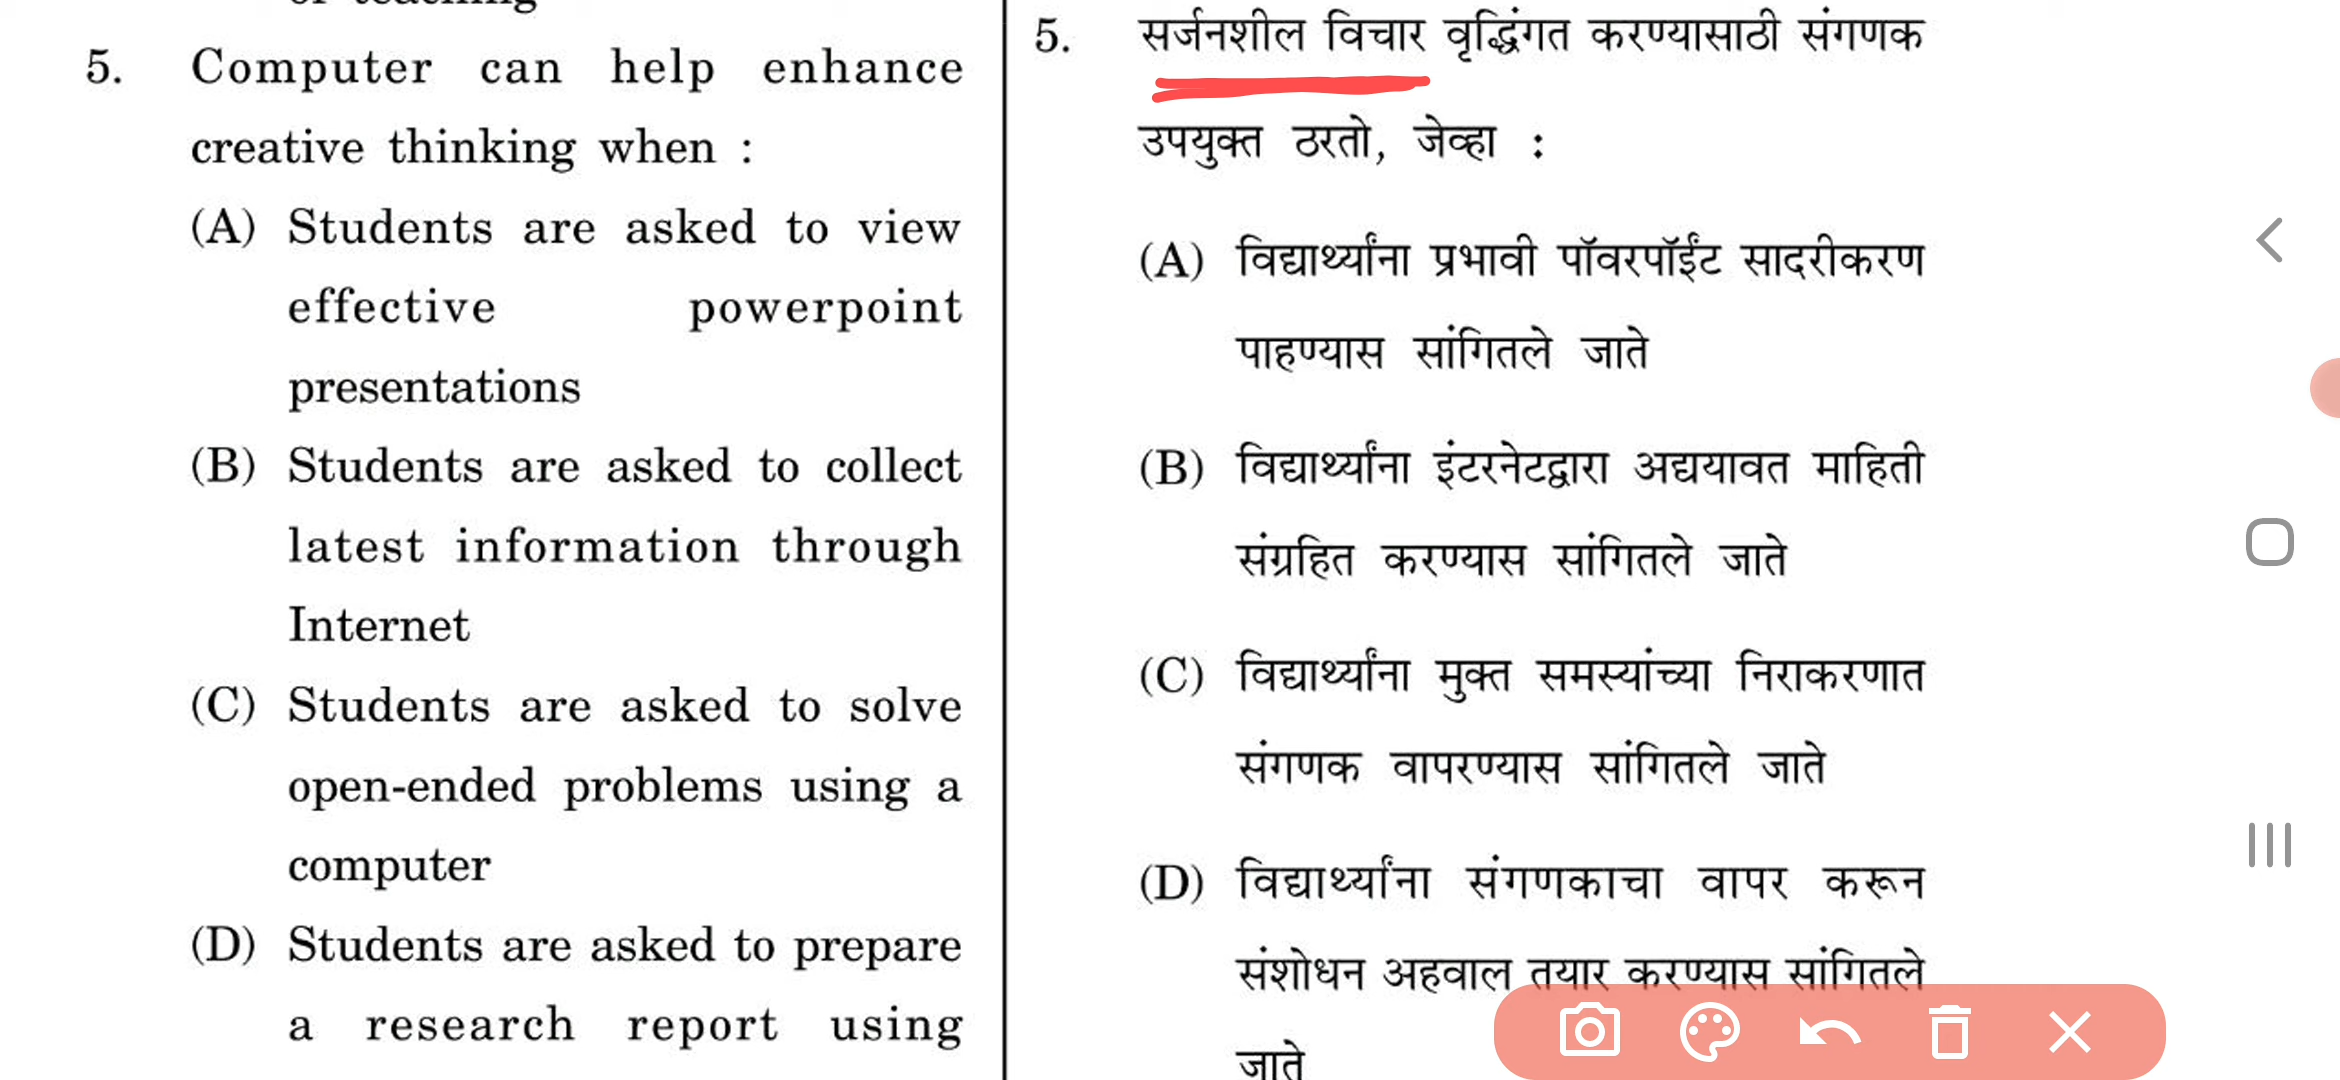 5. Computer can help enhance
creative thinking when :
(A) Students are asked to view
effective powerpoint
presentations
(B) Students are asked to collect
latest information through
Internet
(C) Students are asked to solve
open-ended problems using a
computer
(D) Students are asked to prepare
a research report using
5. सर्जनशील विचार वृद्धिंगत करण्यासाठी संगणक
उपयुक्त ठरतो, जेव्हा :
(A) विद्यार्थ्यांना प्रभावी पॉवरपॉईंट सादरीकरण
पाहण्यास सांगितले जाते
(B) विद्यार्थ्यांना इंटरनेटद्वारा अद्ययावत माहिती
संग्रहित करण्यास सांगितले जाते
(C) विद्यार्थ्यांना मुक्त समस्यांच्या निराकरणात
संगणक वापरण्यास सांगितले जाते
(D) विद्यार्थ्यांना संगणकाचा वापर करून
संशोधन अहवाल तयार करण्यास सांगितले
जाते